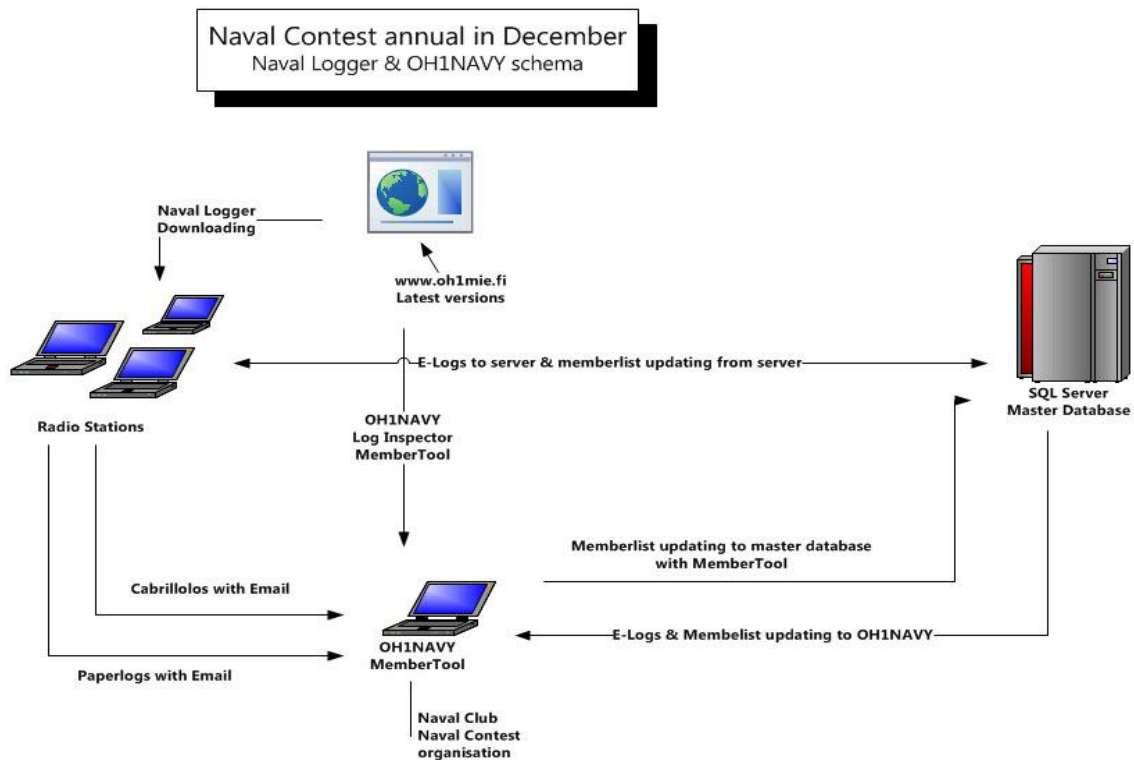 Naval Contest annual in December
Naval Logger & OH1NAVY schema
Naval Logger
Downloading
www.oh1mie.fi
Latest versions
E-Logs to server & memberlist updating from server
SQL Server
Master Database
Radio Stations
OH1NAVY
Log Inspector
MemberTool
Memberlist updating to master database
with MemberTool
Cabrillolos with Email
E-Logs & Membelist updating to OH1NAVY
OH1NAVY
MemberTool
Paperlogs with Email
Naval Club
Naval Contest
organisation